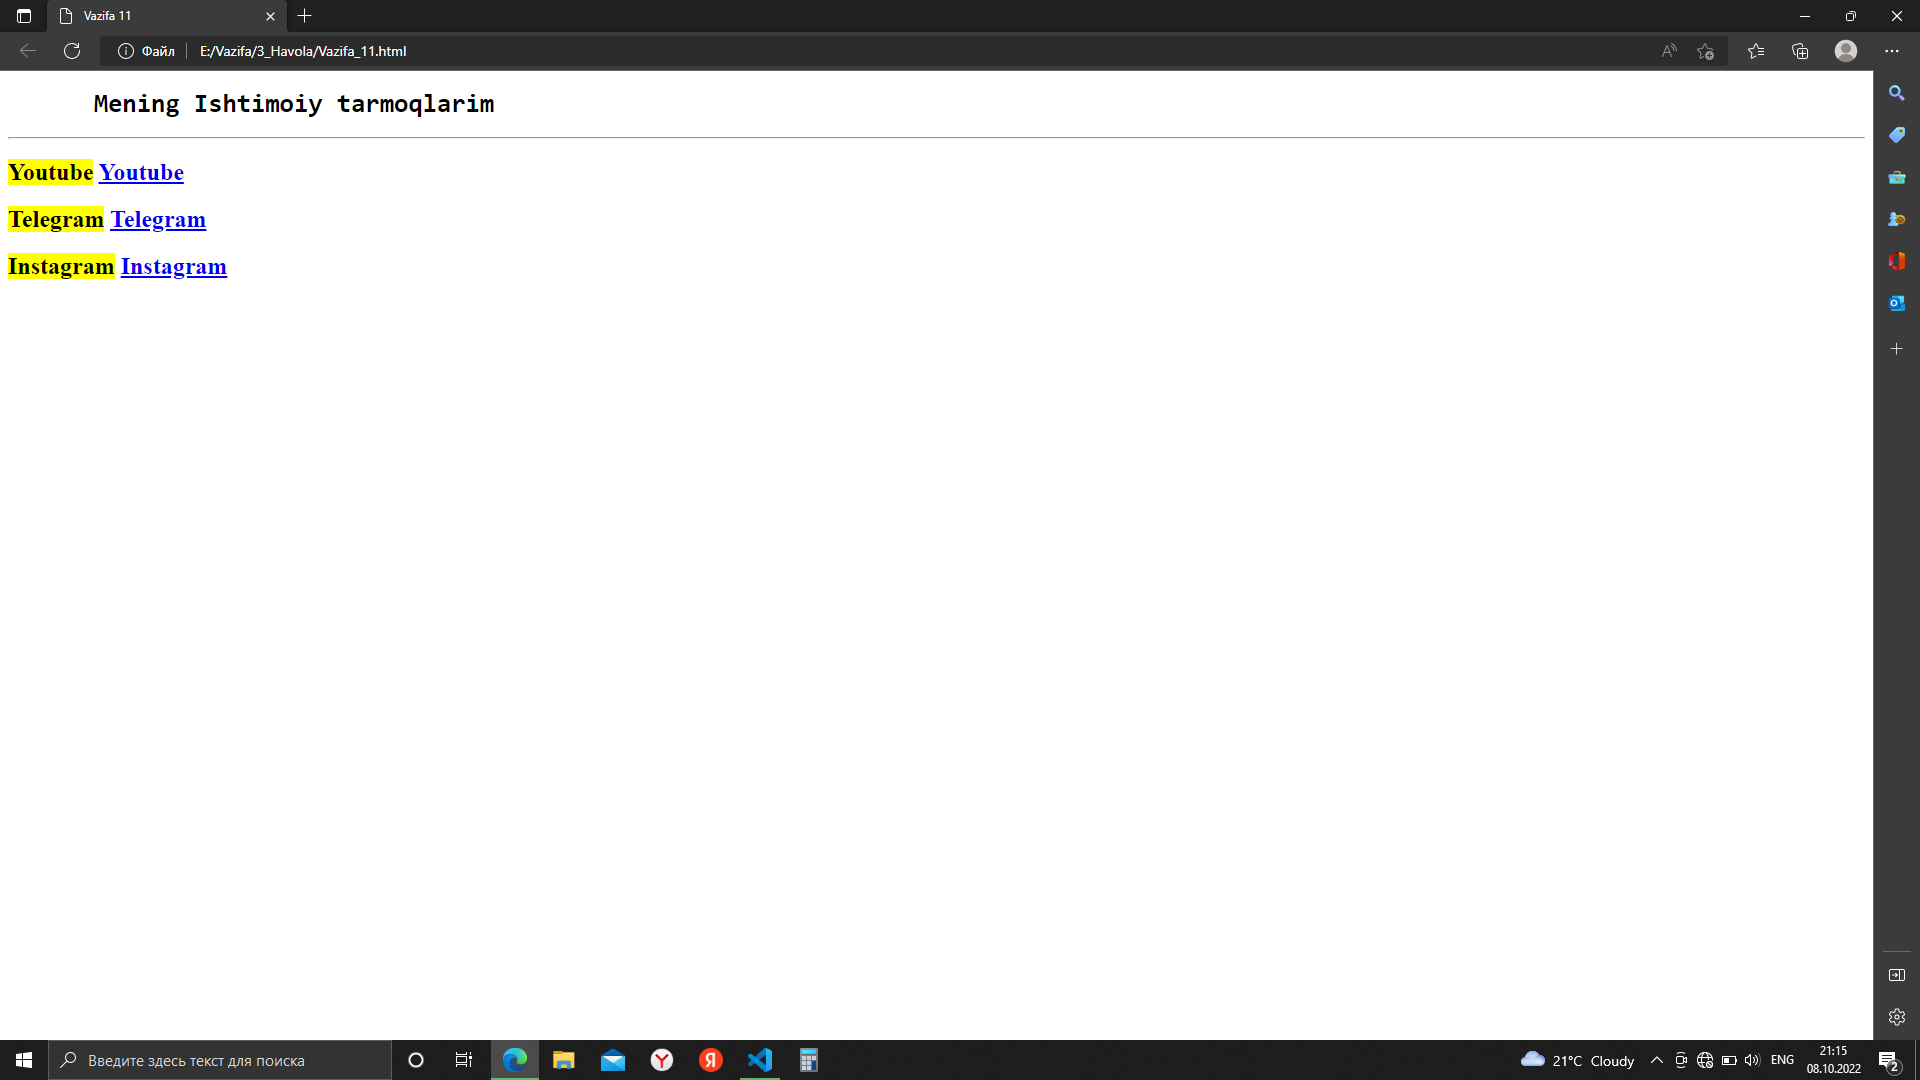 Vazifa 11
Файл
E:/Vazifa/3_Havola/Vazifa_11.html
Mening Ishtimoiy tarmoqlarim
Youtube Youtube
Telegram Telegram
Instagram Instagram
Введите здесь текст для поиска
21°C Cloudy
ENG
21:15
08.10.2022
2